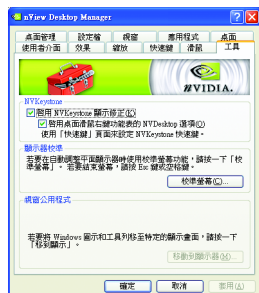 nView Desktop Manager
桌面管理 設定檔 視窗 應用程式 桌面
使用者介面 效果 縮放 快速鍵 滑鼠 工具
NVIDIA.
NVKeystone
啟用 NVKeystone 顯示修正(K)
啟用桌面滑鼠右鍵功能表的 NVDesktop 選項(O)
使用「快速鍵」頁面來設定 NVKeystone 快速鍵。
顯示器校準
若要在自動調整平面顯示器時使用校準螢幕功能,請按一下「校
準螢幕」。 若要結束螢幕,請按 Esc 鍵或空格鍵。
校準螢幕(C)...
視窗公用程式
若要將 Windows 圖示和工具列移至特定的顯示畫面,請按一下
「移到顯示」。
移動到顯示器(M)...
確定 取消 套用(A)